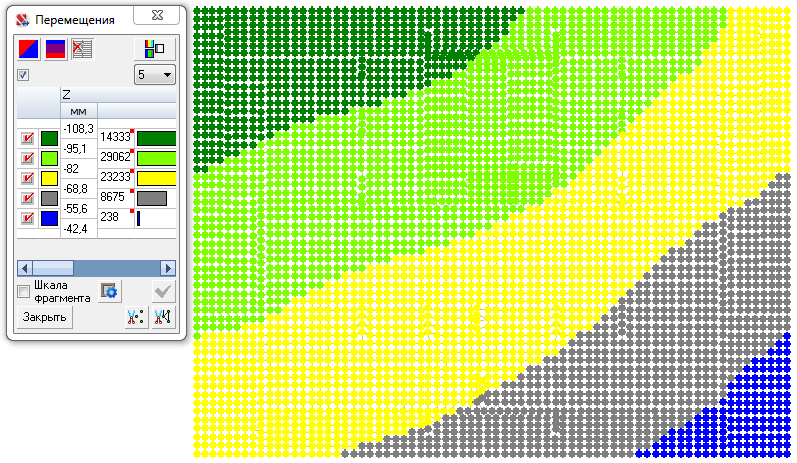 Перемещения
5
Z
мм
-108,3
14333
-95,1
29062
-82
23233
-68,8
8675
-55,6
238
-42,4
Шкала
фрагмента
Закрыть